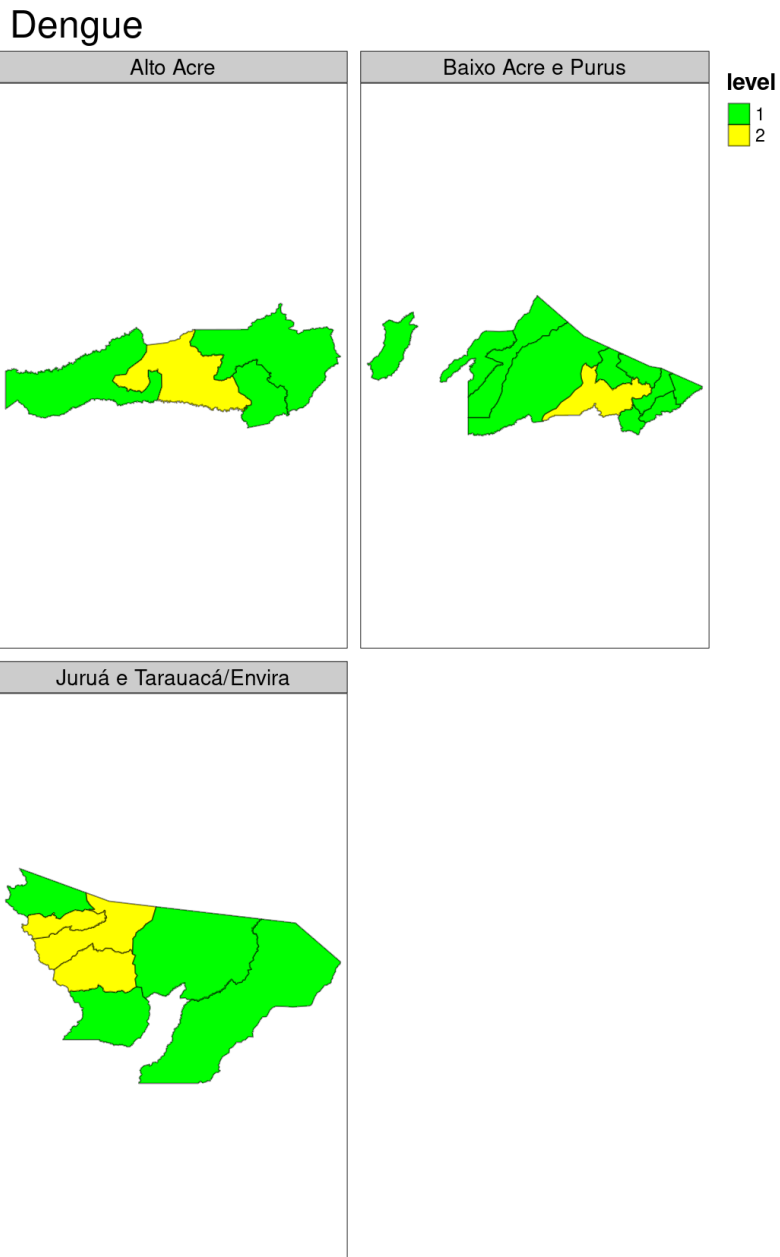 Dengue
Alto Acre
Baixo Acre e Purus
level
1
2
Juruá e Tarauacá/Envira